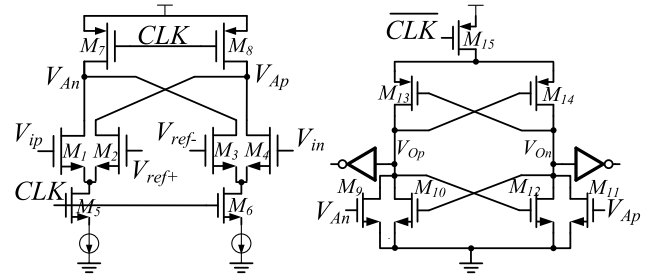 CLK
M7
M8
VAn
VAp
Vip
M1
M2
Vref+
Vref-
M3
M4
Vin
CLK
M5
M6
CLK
M15
M13
M14
VOp
VOn
M9
M10
M12
M11
VAn
VAp